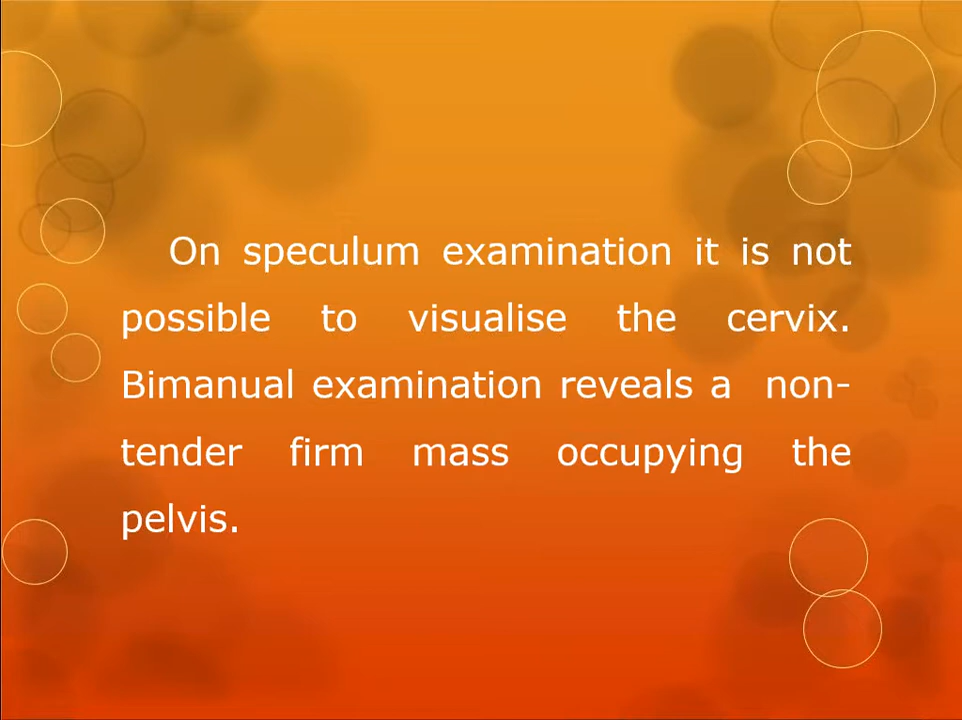 On speculum examination it is not
possible to visualise the cervix.
Bimanual examination reveals a non-
tender firm mass occupying the
pelvis.